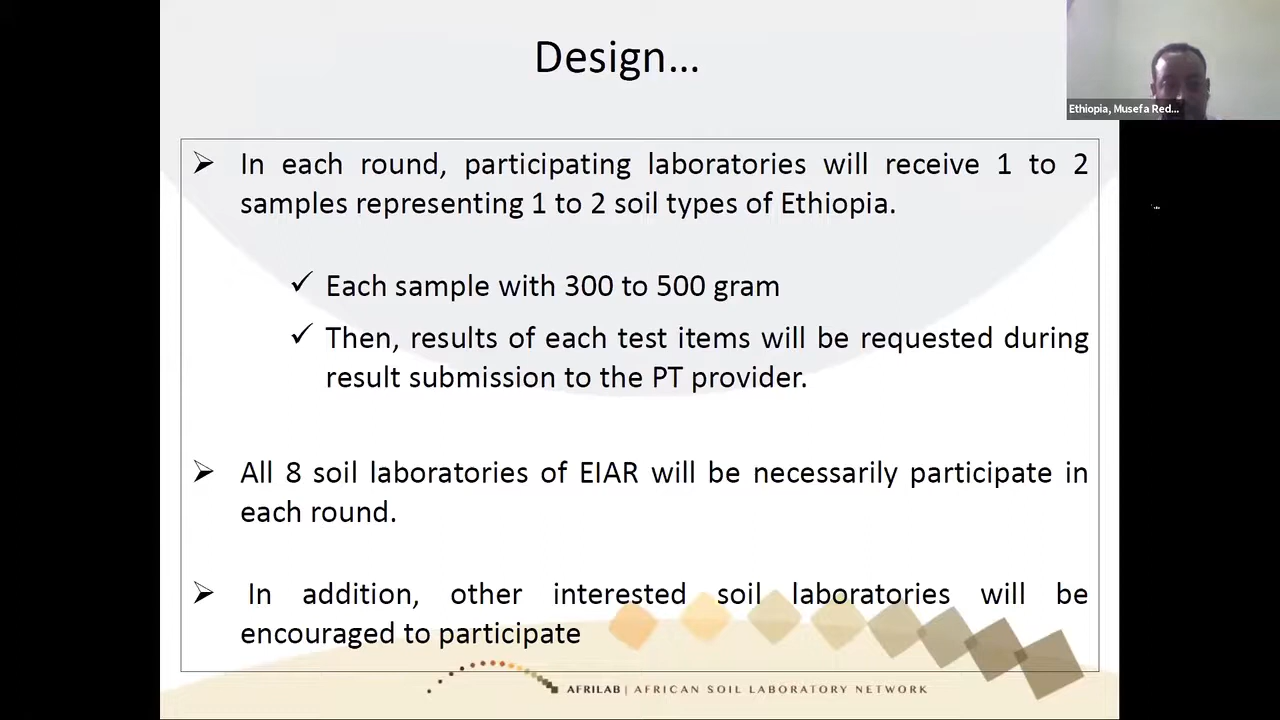 Design...
Ethiopia, Musefa Red...
➢ In each round, participating laboratories will receive 1 to 2
samples representing 1 to 2 soil types of Ethiopia.
✓ Each sample with 300 to 500 gram
✓ Then, results of each test items will be requested during
result submission to the PT provider.
➢ All 8 soil laboratories of EIAR will be necessarily participate in
each round.
➢ In addition, other interested soil laboratories will be
encouraged to participate
AFRILAB | AFRICAN SOIL LABORATORY NETWORK